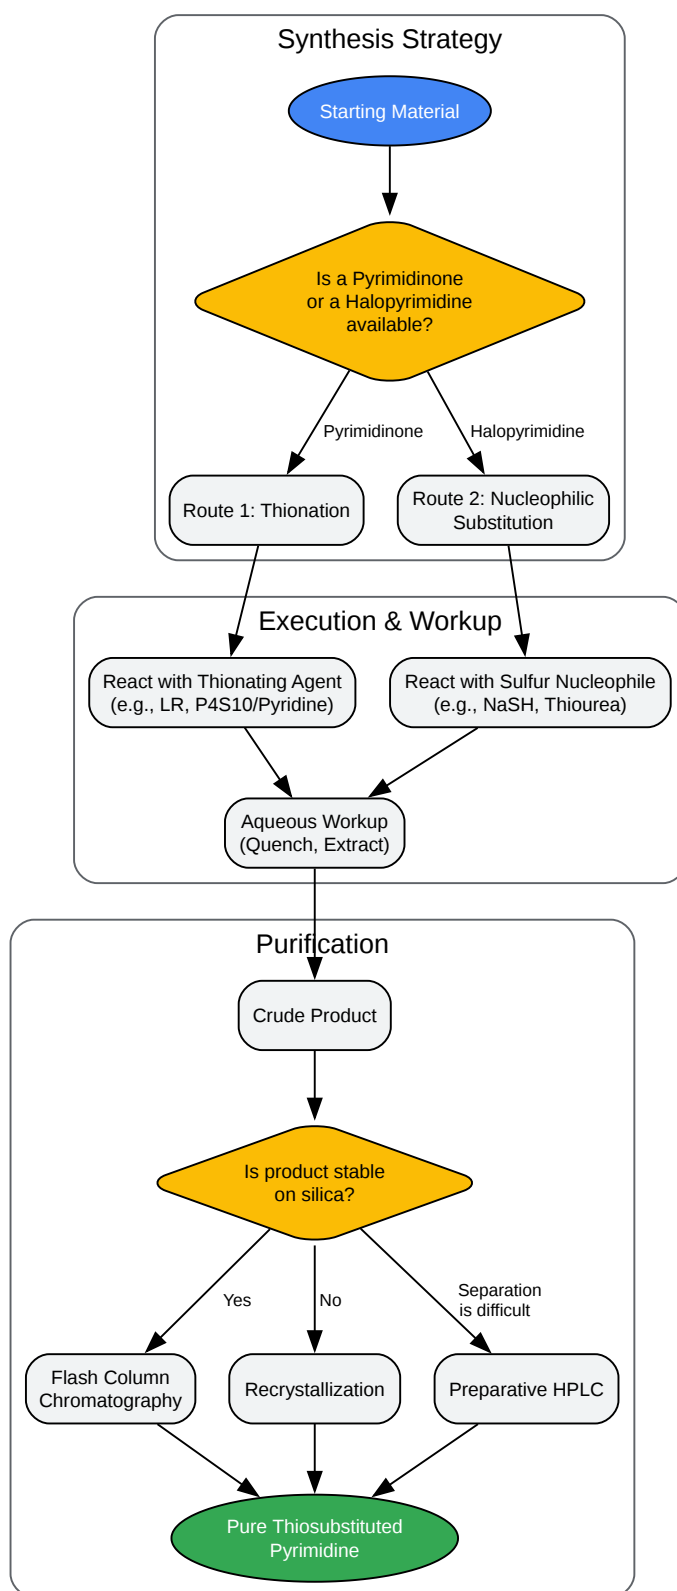 Synthesis Strategy
Starting Material
Is a Pyrimidinone
or a Halopyrimidine
available?
Pyrimidinone
Halopyrimidine
Route 1: Thionation
Route 2: Nucleophilic
Substitution
Execution & Workup
React with Thionating Agent
(e.g., LR, P4S10/Pyridine)
React with Sulfur Nucleophile
(e.g., NaSH, Thiourea)
Aqueous Workup
(Quench, Extract)
Purification
Crude Product
Is product stable
on silica?
Yes
No
Separation
is difficult
Flash Column
Chromatography
Recrystallization
Preparative HPLC
Pure Thiosubstituted
Pyrimidine